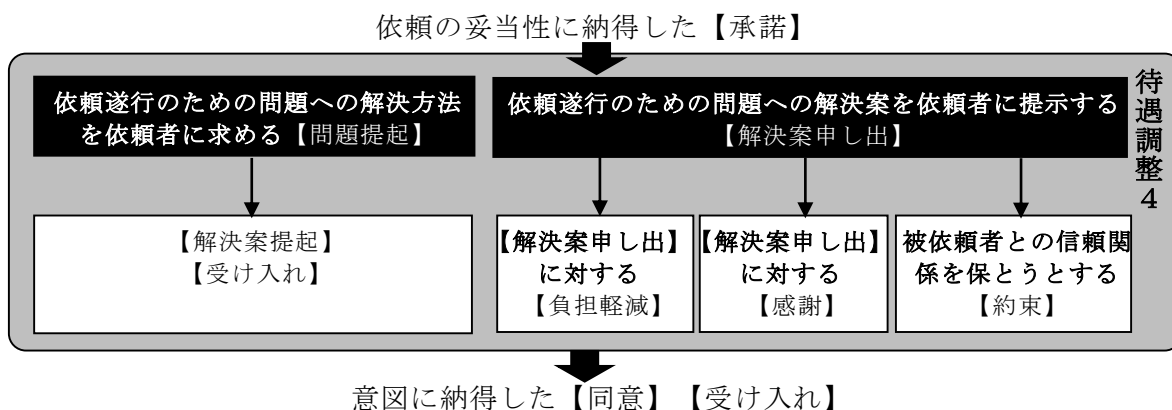 依頼の妥当性に納得した【承諾】
依頼遂行のための問題への解決方法
を依頼者に求める【問題提起】
依頼遂行のための問題への解決案を依頼者に提示する
【解決案申し出】
待遇調整4
【解決案提起】
【受け入れ】
【解決案申し出】
に対する
【負担軽減】
【解決案申し出】
に対する
【感謝】
被依頼者との信頼関
係を保とうとする
【約束】
意図に納得した【同意】【受け入れ】